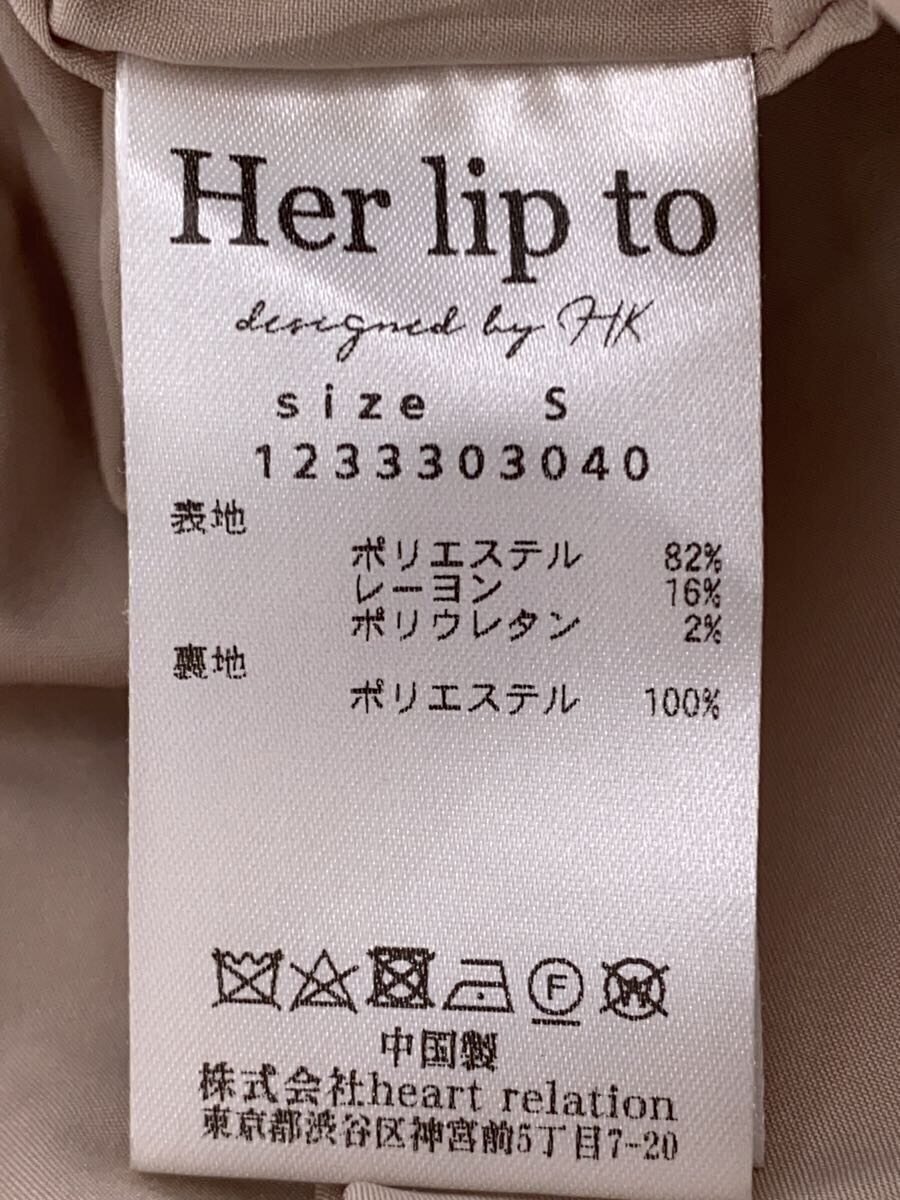 Her lip to
designed by HK
size S
1233303040
表地
ポリエステル 82%
レーヨン 16%
ポリウレタン 2%
裏地
ポリエステル 100%
F W
中国製
株式会社heart relation
東京都渋谷区神宮前5丁目7-20